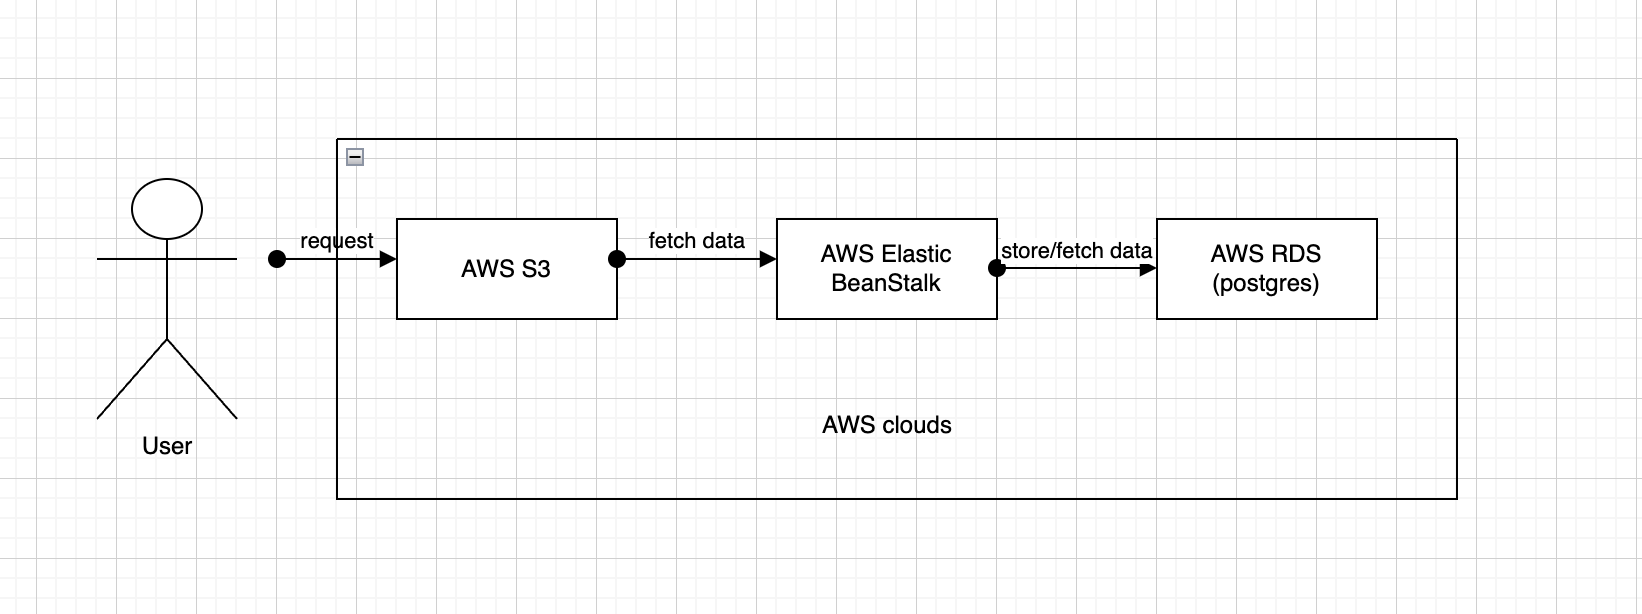 request
AWS S3
fetch data
AWS Elastic
BeanStalk
store/fetch data
AWS RDS
(postgres)
AWS clouds
User